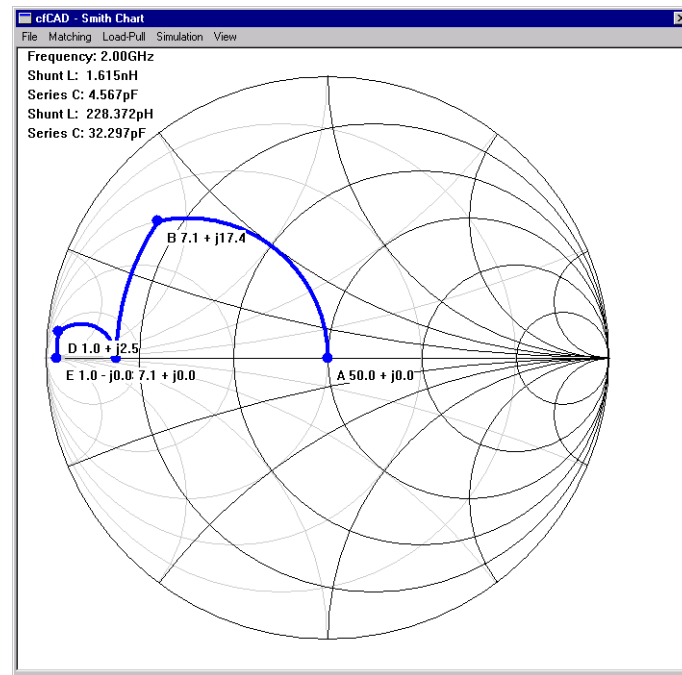 cfCAD - Smith Chart
File Matching Load-Pull Simulation View
Frequency: 2.00GHz
Shunt L: 1.615nH
Series C: 4.567pF
Shunt L: 228.372pH
Series C: 32.297pF
B 7.1 + j17.4
D 1.0 + j2.5
E 1.0 - j0.0 7.1 + j0.0
A 50.0 + j0.0